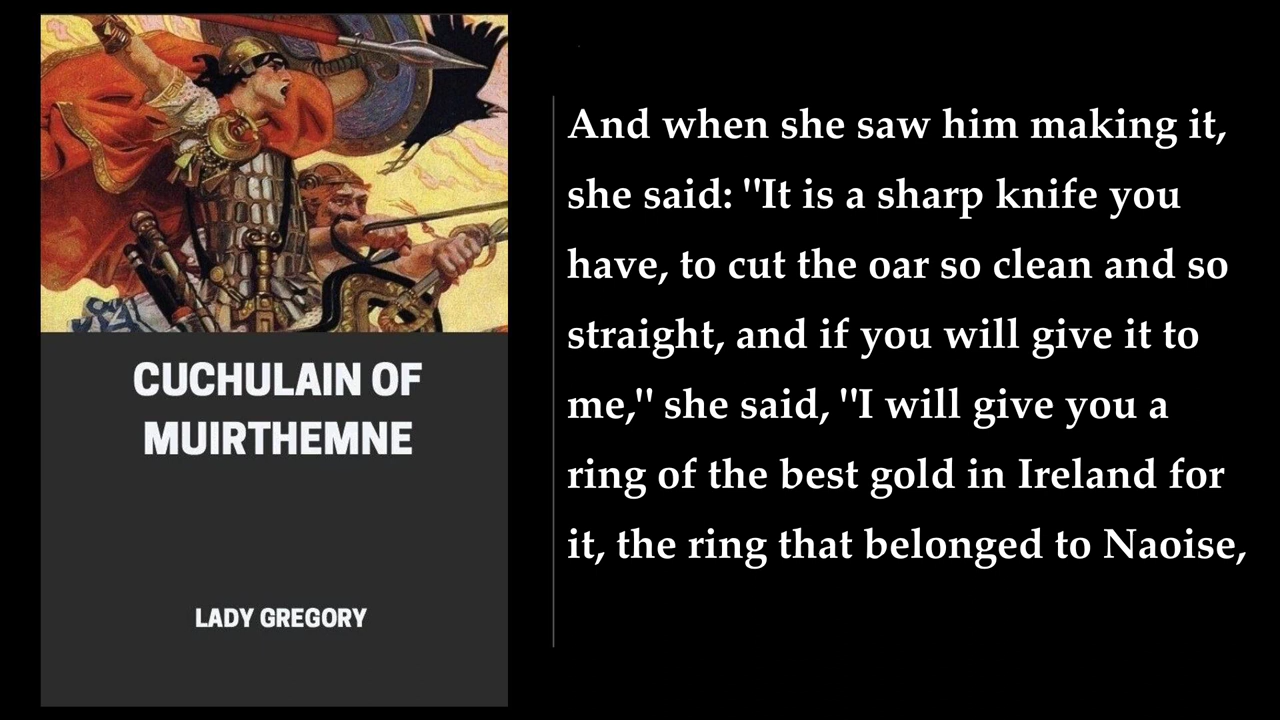 CUCHULAIN OF
MUIRTHEMNE
LADY GREGORY
And when she saw him making it,
she said: "It is a sharp knife you
have, to cut the oar so clean and so
straight, and if you will give it to
me," she said, "I will give you a
ring of the best gold in Ireland for
it, the ring that belonged to Naoise,